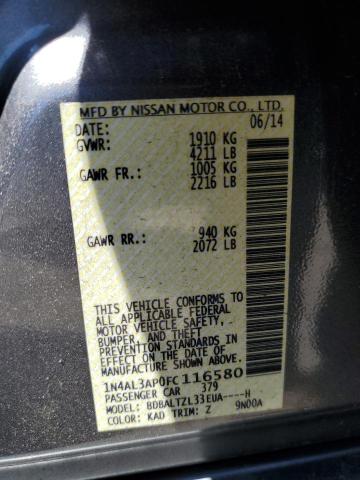 MFD BY NISSAN MOTOR CO., LTD.
DATE: 06/14
GVWR: 1910 KG
4211 LB
GAWR FR.: 1005 KG
2216 LB
GAWR RR.: 940 KG
2072 LB
THIS VEHICLE CONFORMS TO
ALL APPLICABLE FEDERAL
MOTOR VEHICLE SAFETY,
BUMPER, AND THEFT
PREVENTION STANDARDS
IN EFFECT ON THE DATE OF
MANUFACTURE SHOWN ABOVE.
1N4AL3AP0FC116580
PASSENGER CAR 379
MODEL: BDBALTZL33EUA----H
COLOR: KAD TRIM: Z 9N00A